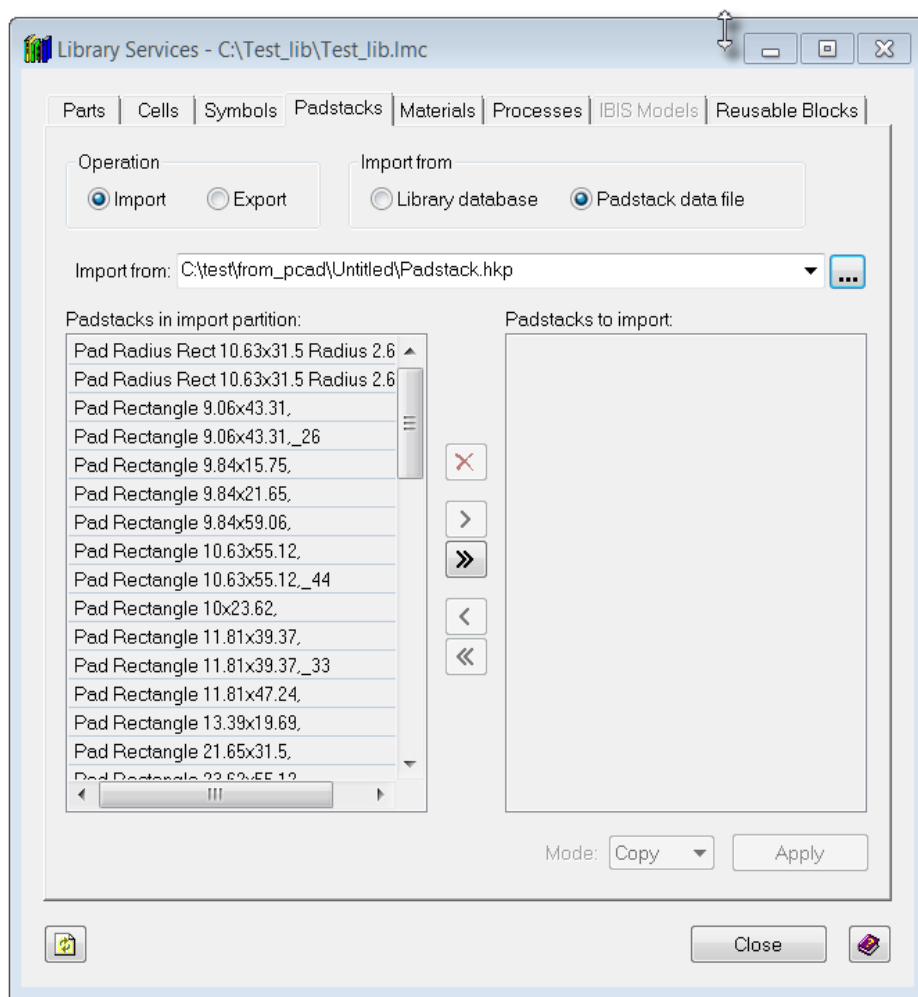 Library Services - C:\Test_lib\Test_lib.lmc
Parts Cells Symbols Padstacks Materials Processes IBIS Models Reusable Blocks
Operation Import from
Import Export Library database Padstack data file
Import from: C:\test\from_pcad\Untitled\Padstack.hkp ...
Padstacks in import partition: Padstacks to import:
Pad Radius Rect 10.63x31.5 Radius 2.6
Pad Radius Rect 10.63x31.5 Radius 2.6
Pad Rectangle 9.06x43.31,
Pad Rectangle 9.06x43.31,_26
Pad Rectangle 9.84x15.75,
Pad Rectangle 9.84x21.65,
Pad Rectangle 9.84x59.06,
Pad Rectangle 10.63x55.12,
Pad Rectangle 10.63x55.12,_44
Pad Rectangle 10x23.62,
Pad Rectangle 11.81x39.37,
Pad Rectangle 11.81x39.37,_33
Pad Rectangle 11.81x47.24,
Pad Rectangle 13.39x19.69,
Pad Rectangle 21.65x31.5,
Pad Rectangle 23.62x55.12
Mode: Copy Apply
Close